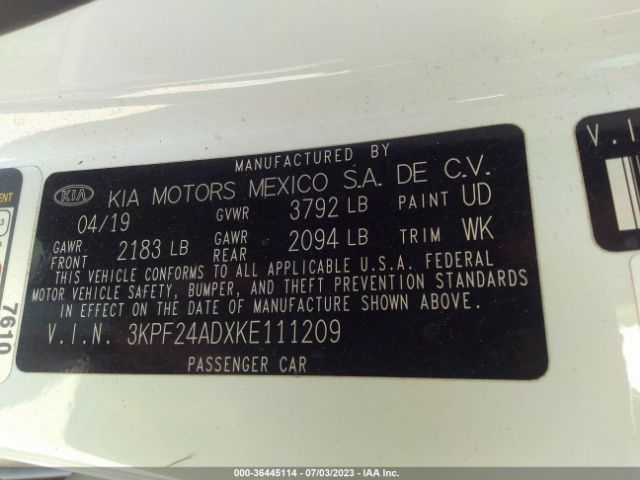 MANUFACTURED BY
KIA KIA MOTORS MEXICO S.A. DE C.V.
04/19 GVWR 3792 LB PAINT UD
GAWR FRONT 2183 LB GAWR REAR 2094 LB TRIM WK
THIS VEHICLE CONFORMS TO ALL APPLICABLE U.S.A. FEDERAL
MOTOR VEHICLE SAFETY, BUMPER, AND THEFT PREVENTION STANDARDS
IN EFFECT ON THE DATE OF MANUFACTURE SHOWN ABOVE.
V.I.N. 3KPF24ADXKE111209
PASSENGER CAR
7610
V.I
000-36445114 - 07/03/2023 - IAA Inc.